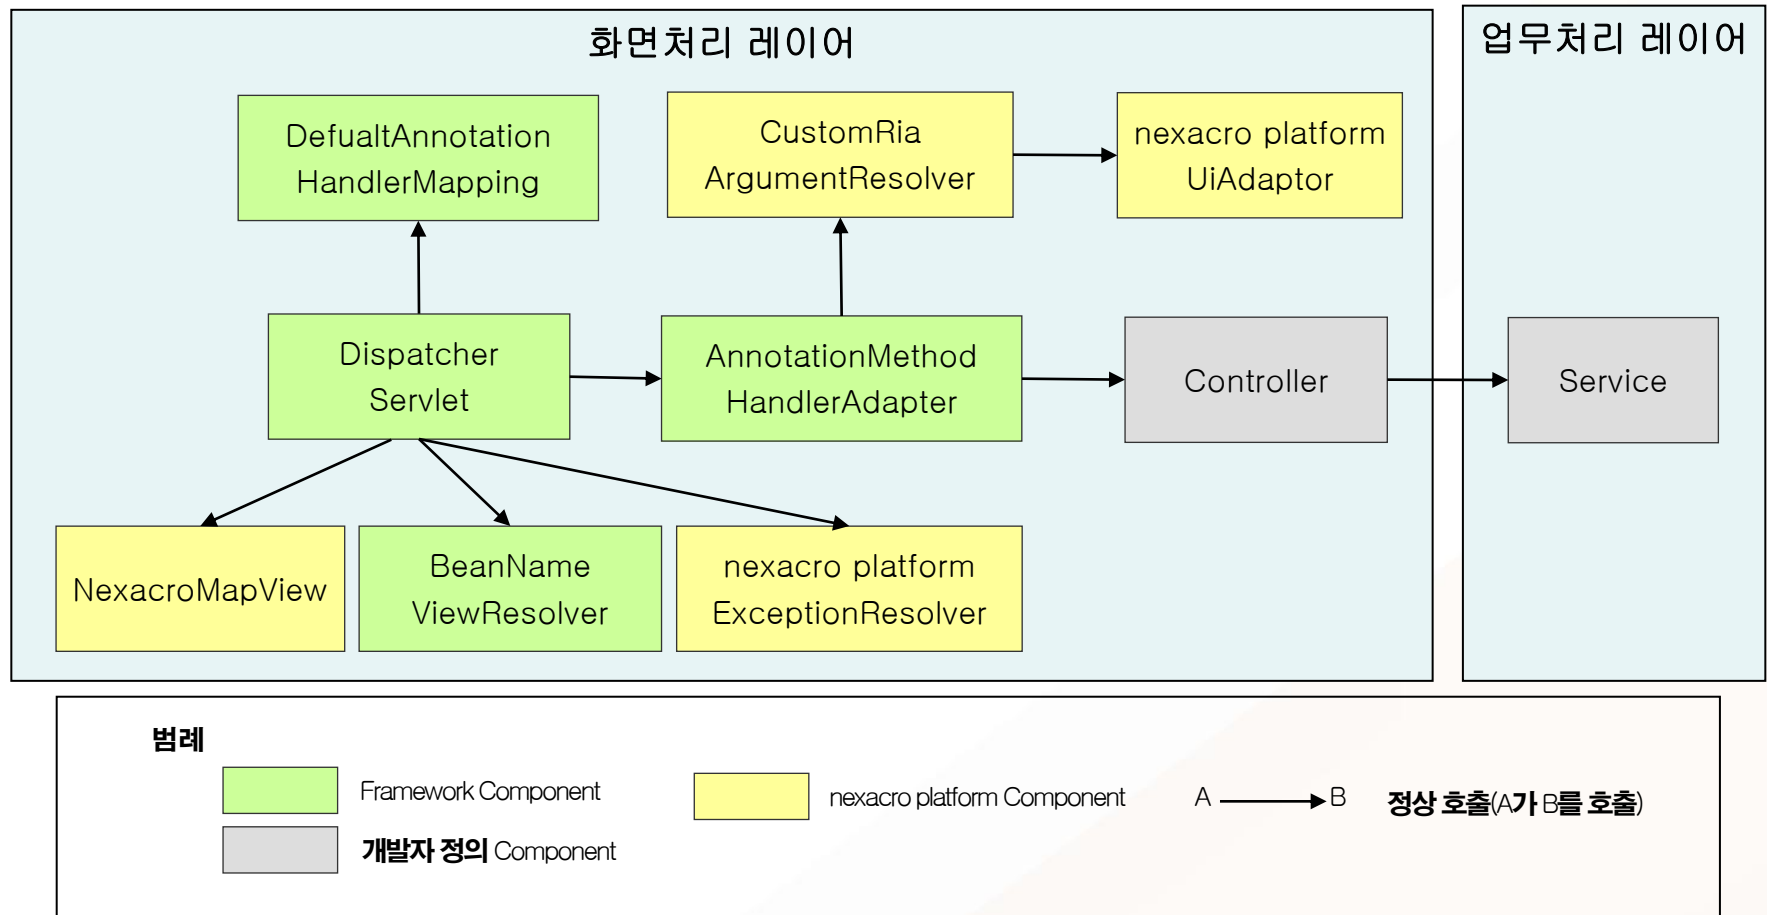 화면처리 레이어
업무처리 레이어
DefualtAnnotation
HandlerMapping
CustomRia
ArgumentResolver
nexacro platform
UiAdaptor
Dispatcher
Servlet
AnnotationMethod
HandlerAdapter
Controller
Service
NexacroMapView
BeanName
ViewResolver
nexacro platform
ExceptionResolver
범례
Framework Component
nexacro platform Component
A
B
정상 호출(A가 B를 호출)
개발자 정의 Component